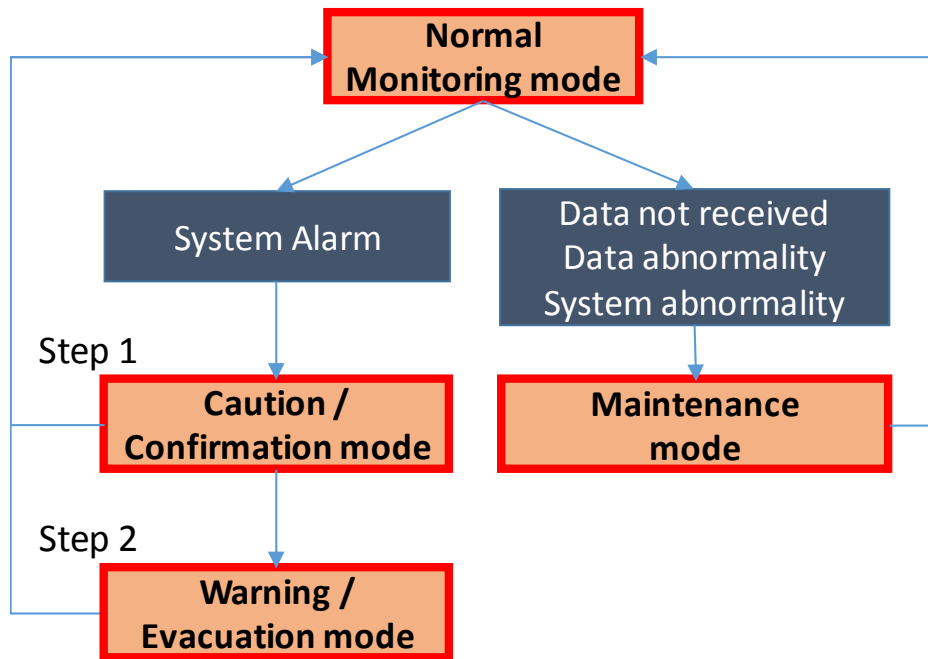 Normal
Monitoring mode
System Alarm
Data not received
Data abnormality
System abnormality
Step 1
Caution /
Confirmation mode
Maintenance
mode
Step 2
Warning /
Evacuation mode